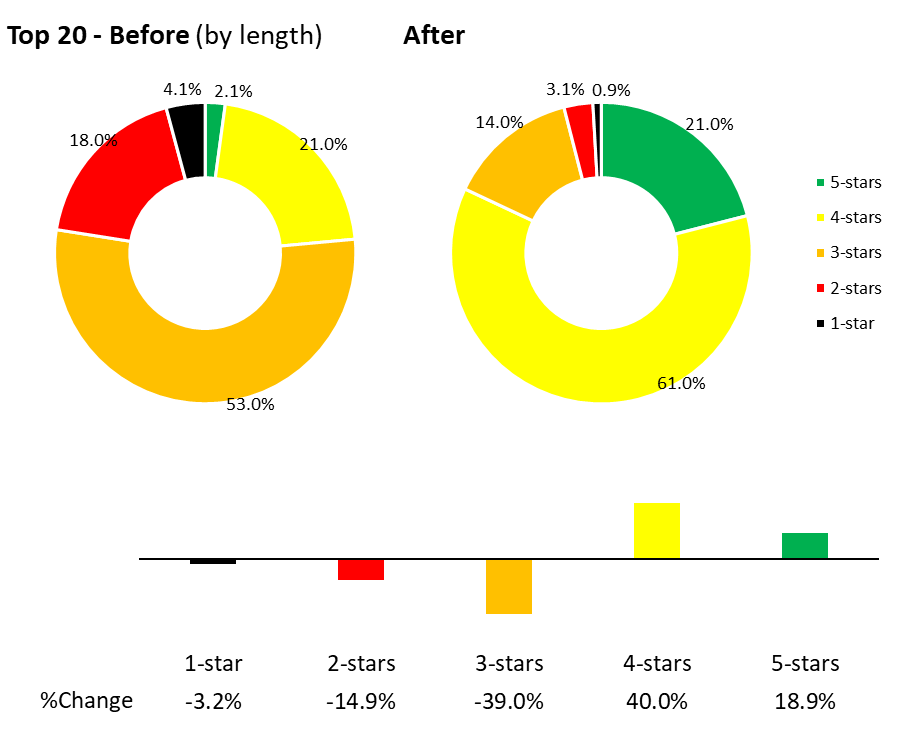 Top 20 - Before (by length)
After
4.1%
2.1%
18.0%
21.0%
53.0%
3.1%
0.9%
14.0%
21.0%
61.0%
5-stars
4-stars
3-stars
2-stars
1-star
1-star 2-stars 3-stars 4-stars 5-stars
%Change -3.2% -14.9% -39.0% 40.0% 18.9%